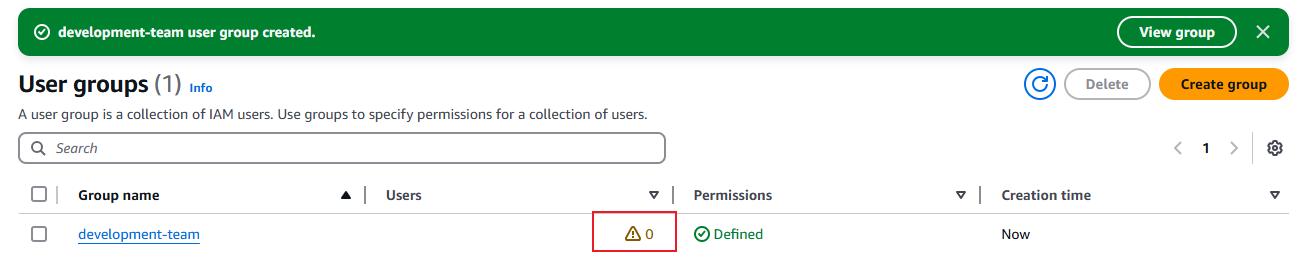 development-team user group created.
View group
User groups (1) Info
Delete
Create group
A user group is a collection of IAM users. Use groups to specify permissions for a collection of users.
Search
1
Group name Users Permissions Creation time
development-team 0 Defined Now